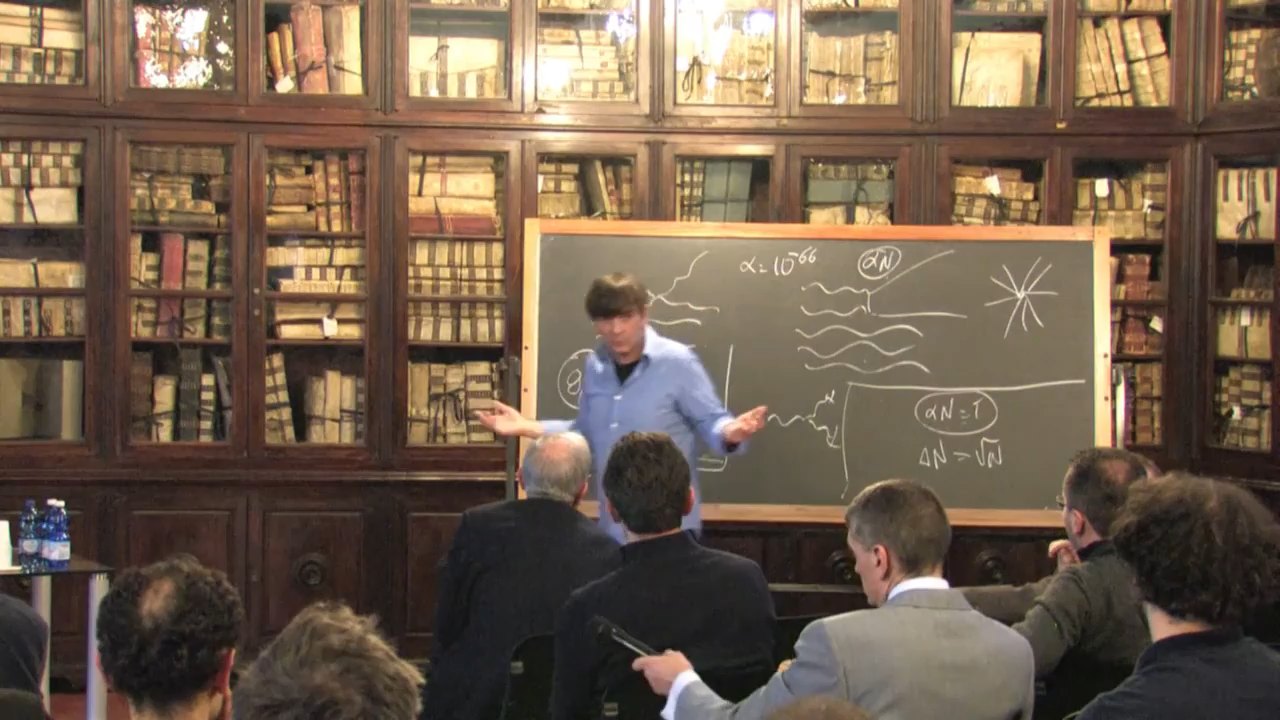 α = 10⁻⁶⁶
αN
αN = 1
ΔN = √N